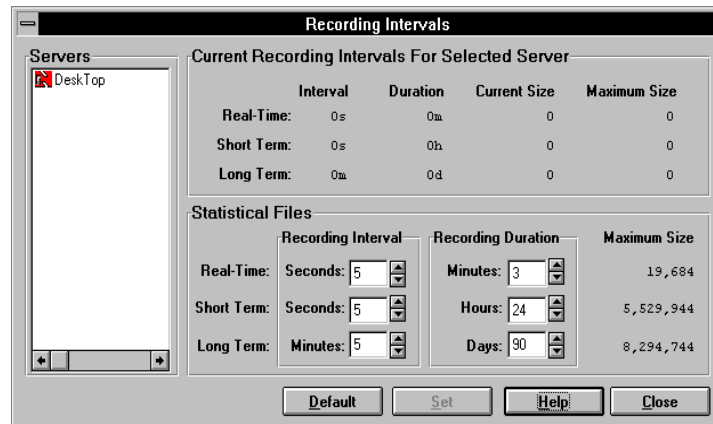 Recording Intervals
Servers
DeskTop
Current Recording Intervals For Selected Server
Interval Duration Current Size Maximum Size
Real-Time: 0s 0m 0 0
Short Term: 0s 0h 0 0
Long Term: 0m 0d 0 0
Statistical Files
Recording Interval Recording Duration Maximum Size
Real-Time: Seconds: 5 Minutes: 3 19,684
Short Term: Seconds: 5 Hours: 24 5,529,944
Long Term: Minutes: 5 Days: 90 8,294,744
Default Set Help Close